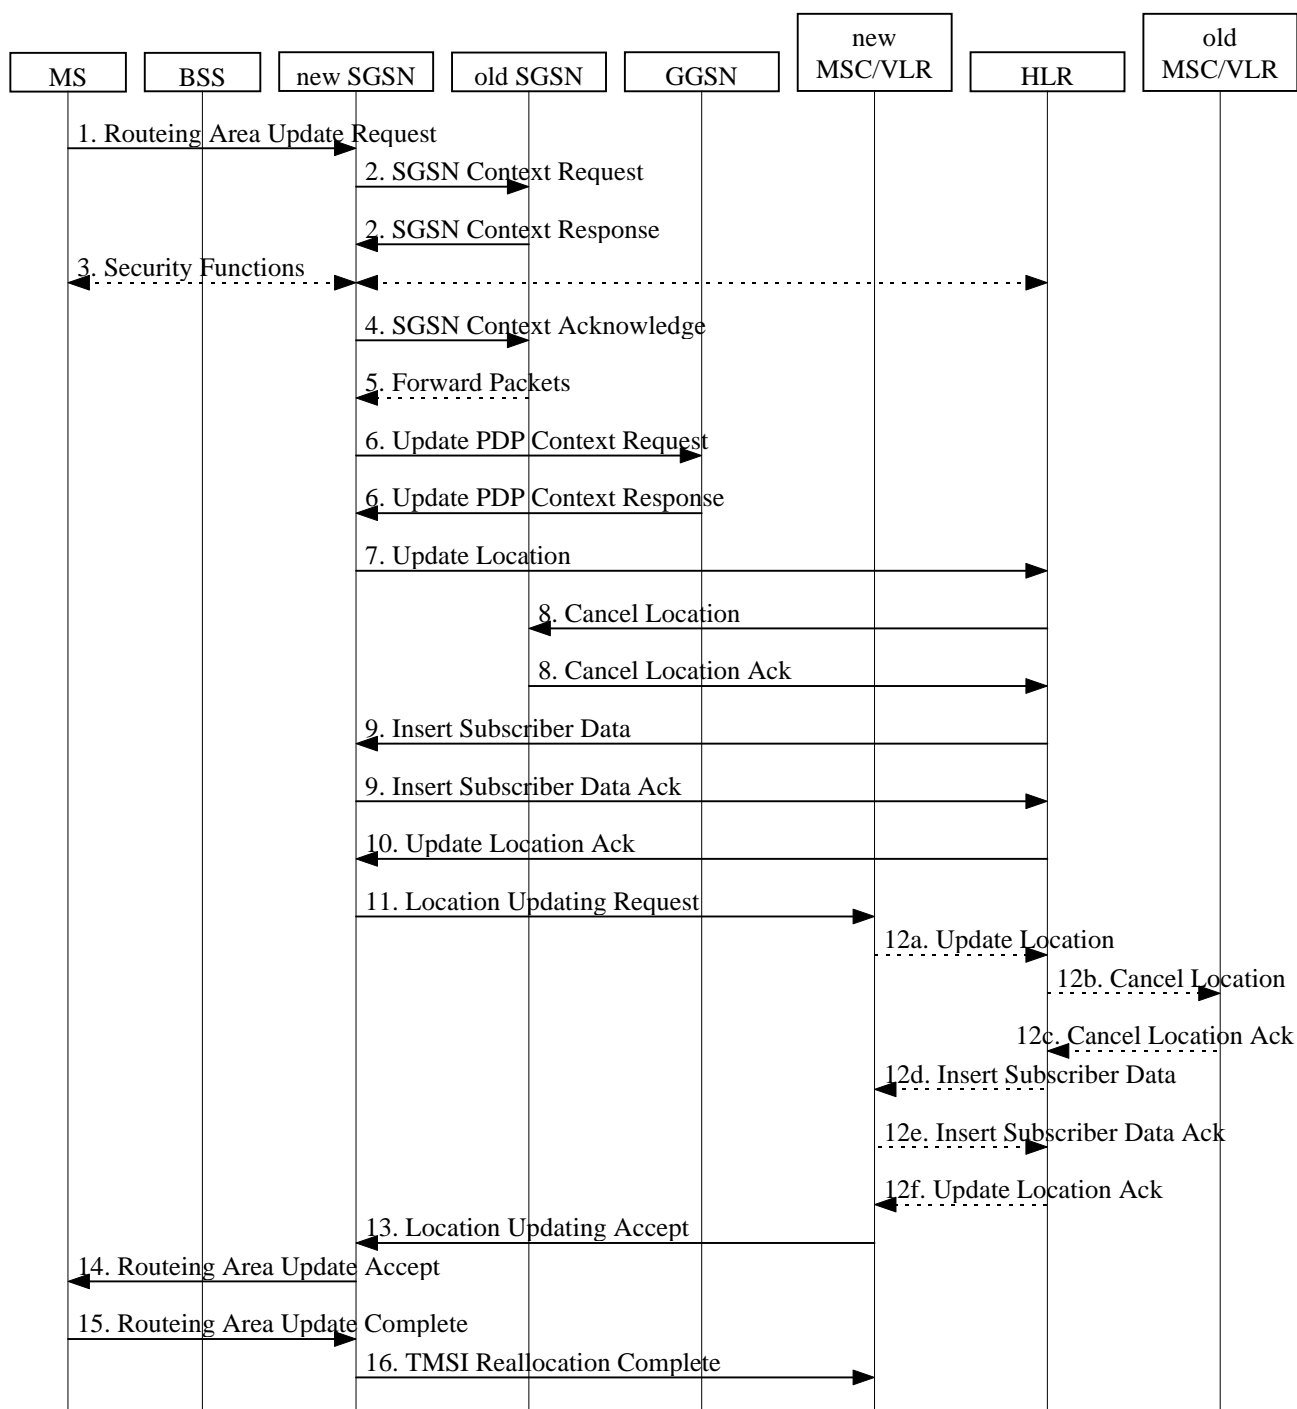 new
MSC/VLR
old
MSC/VLR
MS
BSS
new SGSN
old SGSN
GGSN
HLR
1. Routeing Area Update Request
2. SGSN Context Request
2. SGSN Context Response
3. Security Functions
4. SGSN Context Acknowledge
5. Forward Packets
6. Update PDP Context Request
6. Update PDP Context Response
7. Update Location
8. Cancel Location
8. Cancel Location Ack
9. Insert Subscriber Data
9. Insert Subscriber Data Ack
10. Update Location Ack
11. Location Updating Request
12a. Update Location
12b. Cancel Location
12c. Cancel Location Ack
12d. Insert Subscriber Data
12e. Insert Subscriber Data Ack
12f. Update Location Ack
13. Location Updating Accept
14. Routeing Area Update Accept
15. Routeing Area Update Complete
16. TMSI Reallocation Complete